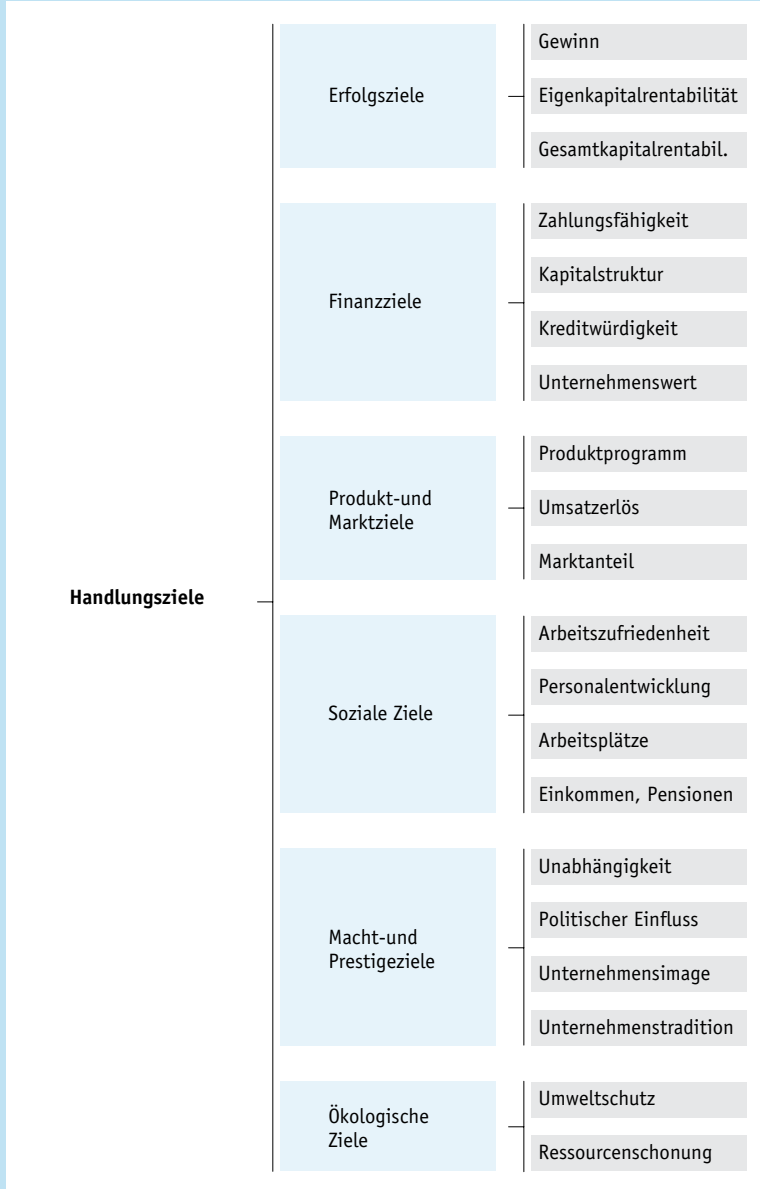 Handlungsziele
Erfolgsziele
Gewinn
Eigenkapitalrentabilität
Gesamtkapitalrentabil.
Finanzziele
Zahlungsfähigkeit
Kapitalstruktur
Kreditwürdigkeit
Unternehmenswert
Produkt-und
Marktziele
Produktprogramm
Umsatzerlös
Marktanteil
Soziale Ziele
Arbeitszufriedenheit
Personalentwicklung
Arbeitsplätze
Einkommen, Pensionen
Macht-und
Prestigeziele
Unabhängigkeit
Politischer Einfluss
Unternehmensimage
Unternehmenstradition
Ökologische
Ziele
Umweltschutz
Ressourcenschonung